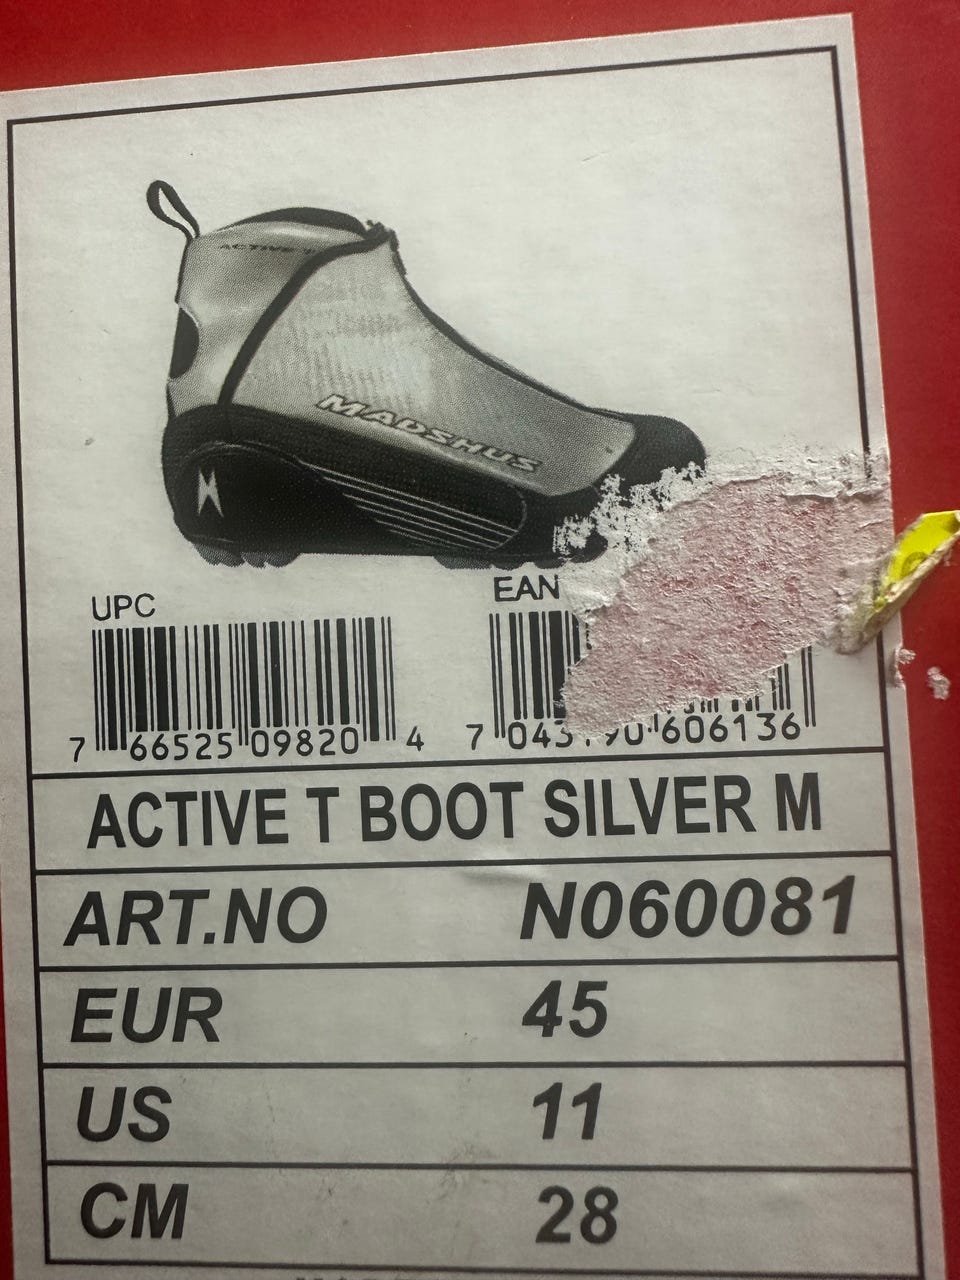 ACTIVE T
MADSHUS
UPC
EAN
7 66525 09820 4
ACTIVE T BOOT SILVER M
ART.NO N060081
EUR 45
US 11
CM 28